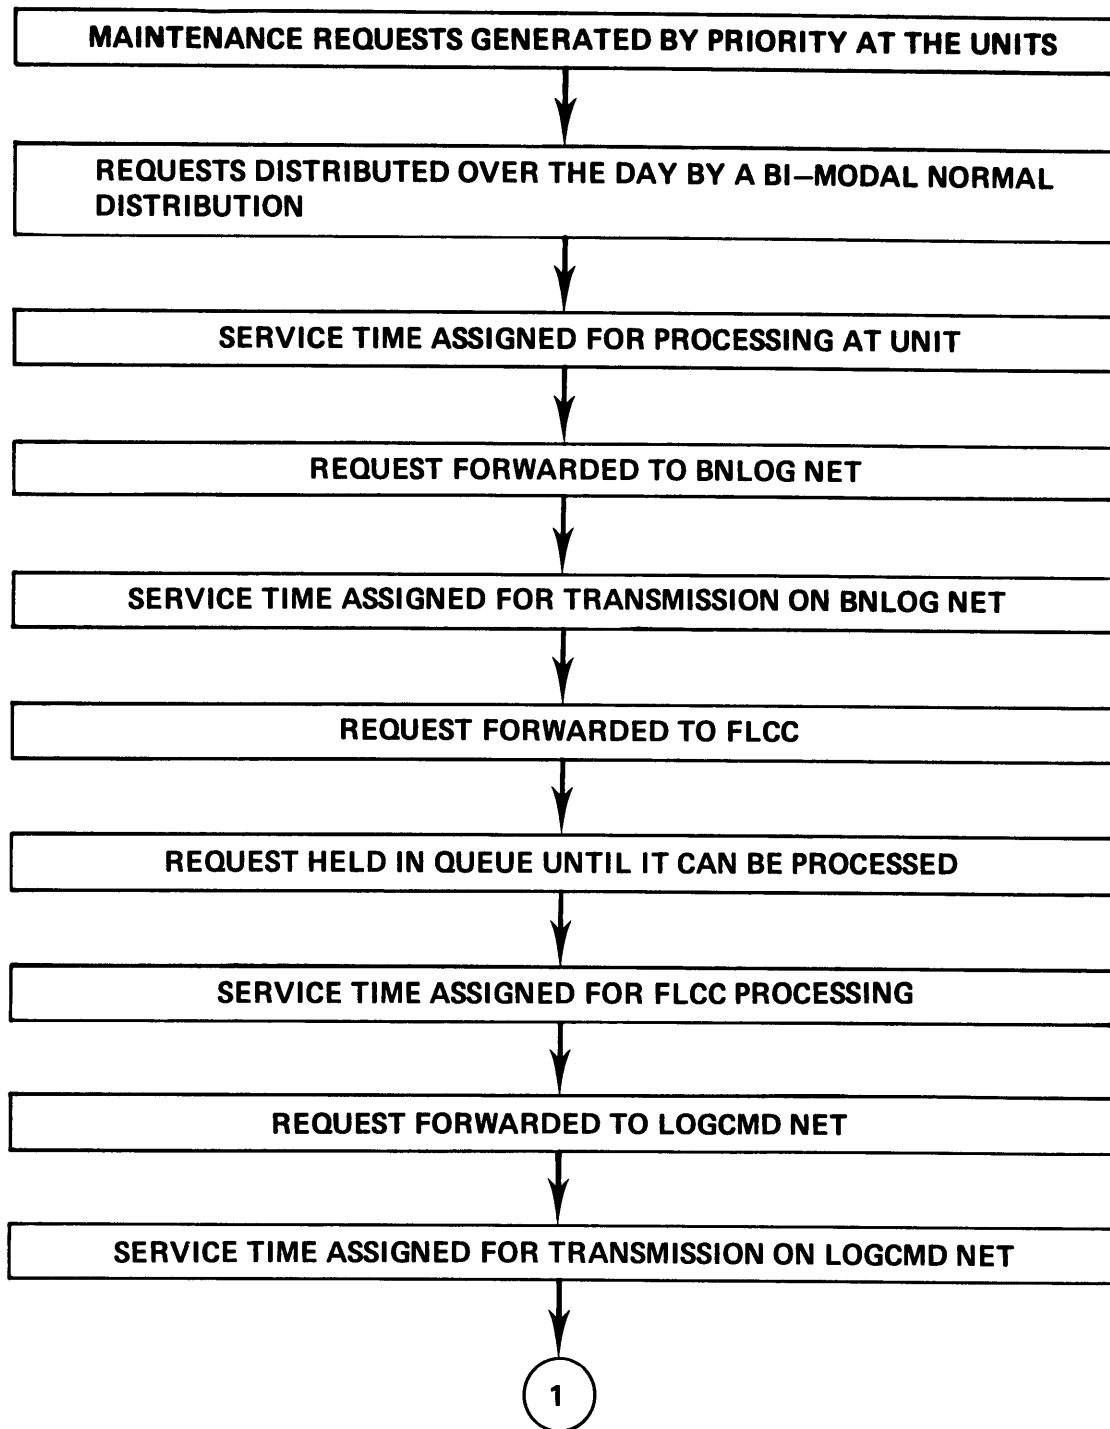 MAINTENANCE REQUESTS GENERATED BY PRIORITY AT THE UNITS
REQUESTS DISTRIBUTED OVER THE DAY BY A BI—MODAL NORMAL
DISTRIBUTION
SERVICE TIME ASSIGNED FOR PROCESSING AT UNIT
REQUEST FORWARDED TO BNLOG NET
SERVICE TIME ASSIGNED FOR TRANSMISSION ON BNLOG NET
REQUEST FORWARDED TO FLCC
REQUEST HELD IN QUEUE UNTIL IT CAN BE PROCESSED
SERVICE TIME ASSIGNED FOR FLCC PROCESSING
REQUEST FORWARDED TO LOGCMD NET
SERVICE TIME ASSIGNED FOR TRANSMISSION ON LOGCMD NET
1